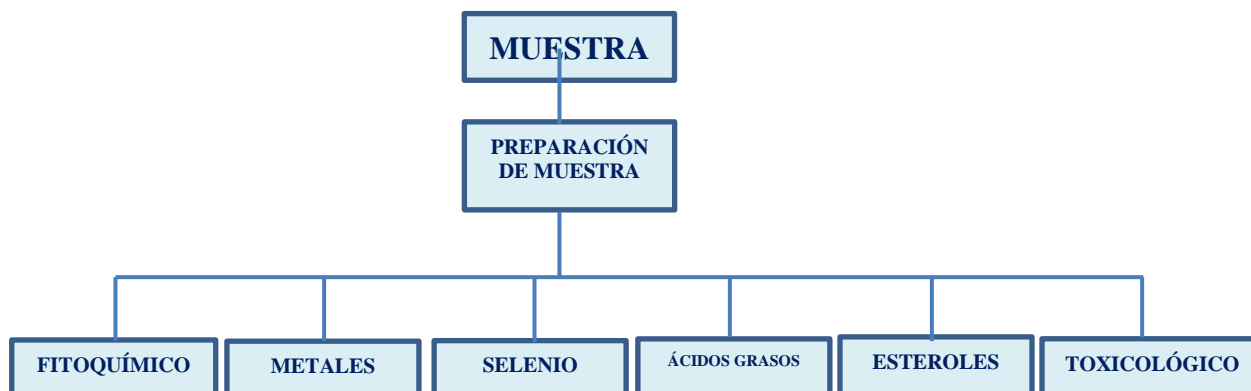 MUESTRA
PREPARACIÓN
DE MUESTRA
FITOQUÍMICO
METALES
SELENIO
ÁCIDOS GRASOS
ESTEROLES
TOXICOLÓGICO